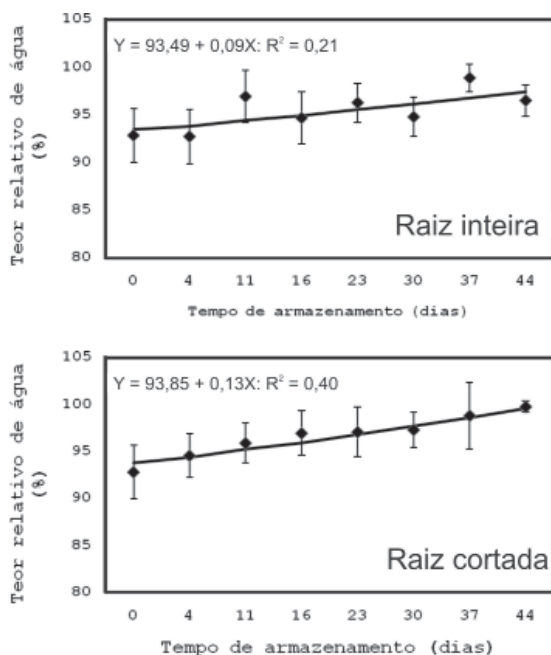 Teor relativo de água
(%)
105
100
95
90
85
80
Y = 93,49 + 0,09X: R² = 0,21
Raiz inteira
0 4 11 16 23 30 37 44
Tempo de armazenamento (dias)
Teor relativo de água
(%)
105
100
95
90
85
80
Y = 93,85 + 0,13X: R² = 0,40
Raiz cortada
0 4 11 16 23 30 37 44
Tempo de armazenamento (dias)